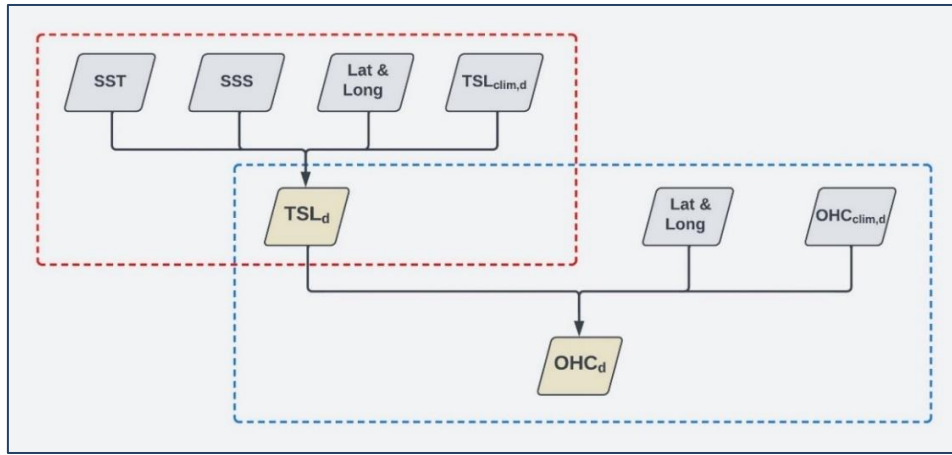 SST
SSS
Lat &
Long
TSLclim,d
TSLd
Lat &
Long
OHCclim,d
OHCd